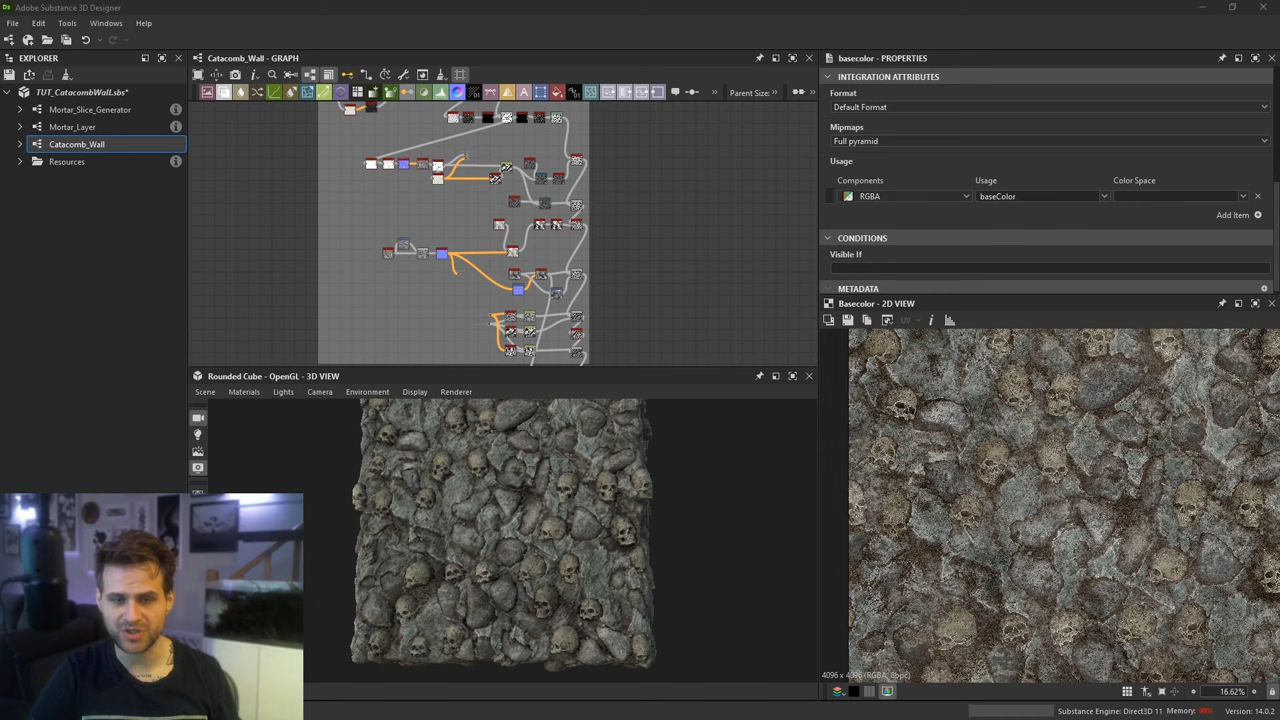 Ds Adobe Substance 3D Designer
File Edit Tools Windows Help
EXPLORER
TUT_CatacombWall.sbs*
Mortar_Slice_Generator
Mortar_Layer
Catacomb_Wall
Resources
Catacomb_Wall - GRAPH
Parent Size:
Rounded Cube - OpenGL - 3D VIEW
Scene Materials Lights Camera Environment Display Renderer
basecolor - PROPERTIES
INTEGRATION ATTRIBUTES
Format
Default Format
Mipmaps
Full pyramid
Usage
Components Usage Color Space
RGBA baseColor
Add Item
CONDITIONS
Visible If
METADATA
Basecolor - 2D VIEW
UV
16.62%
Substance Engine: Direct3D 11 Memory: Version: 14.0.2